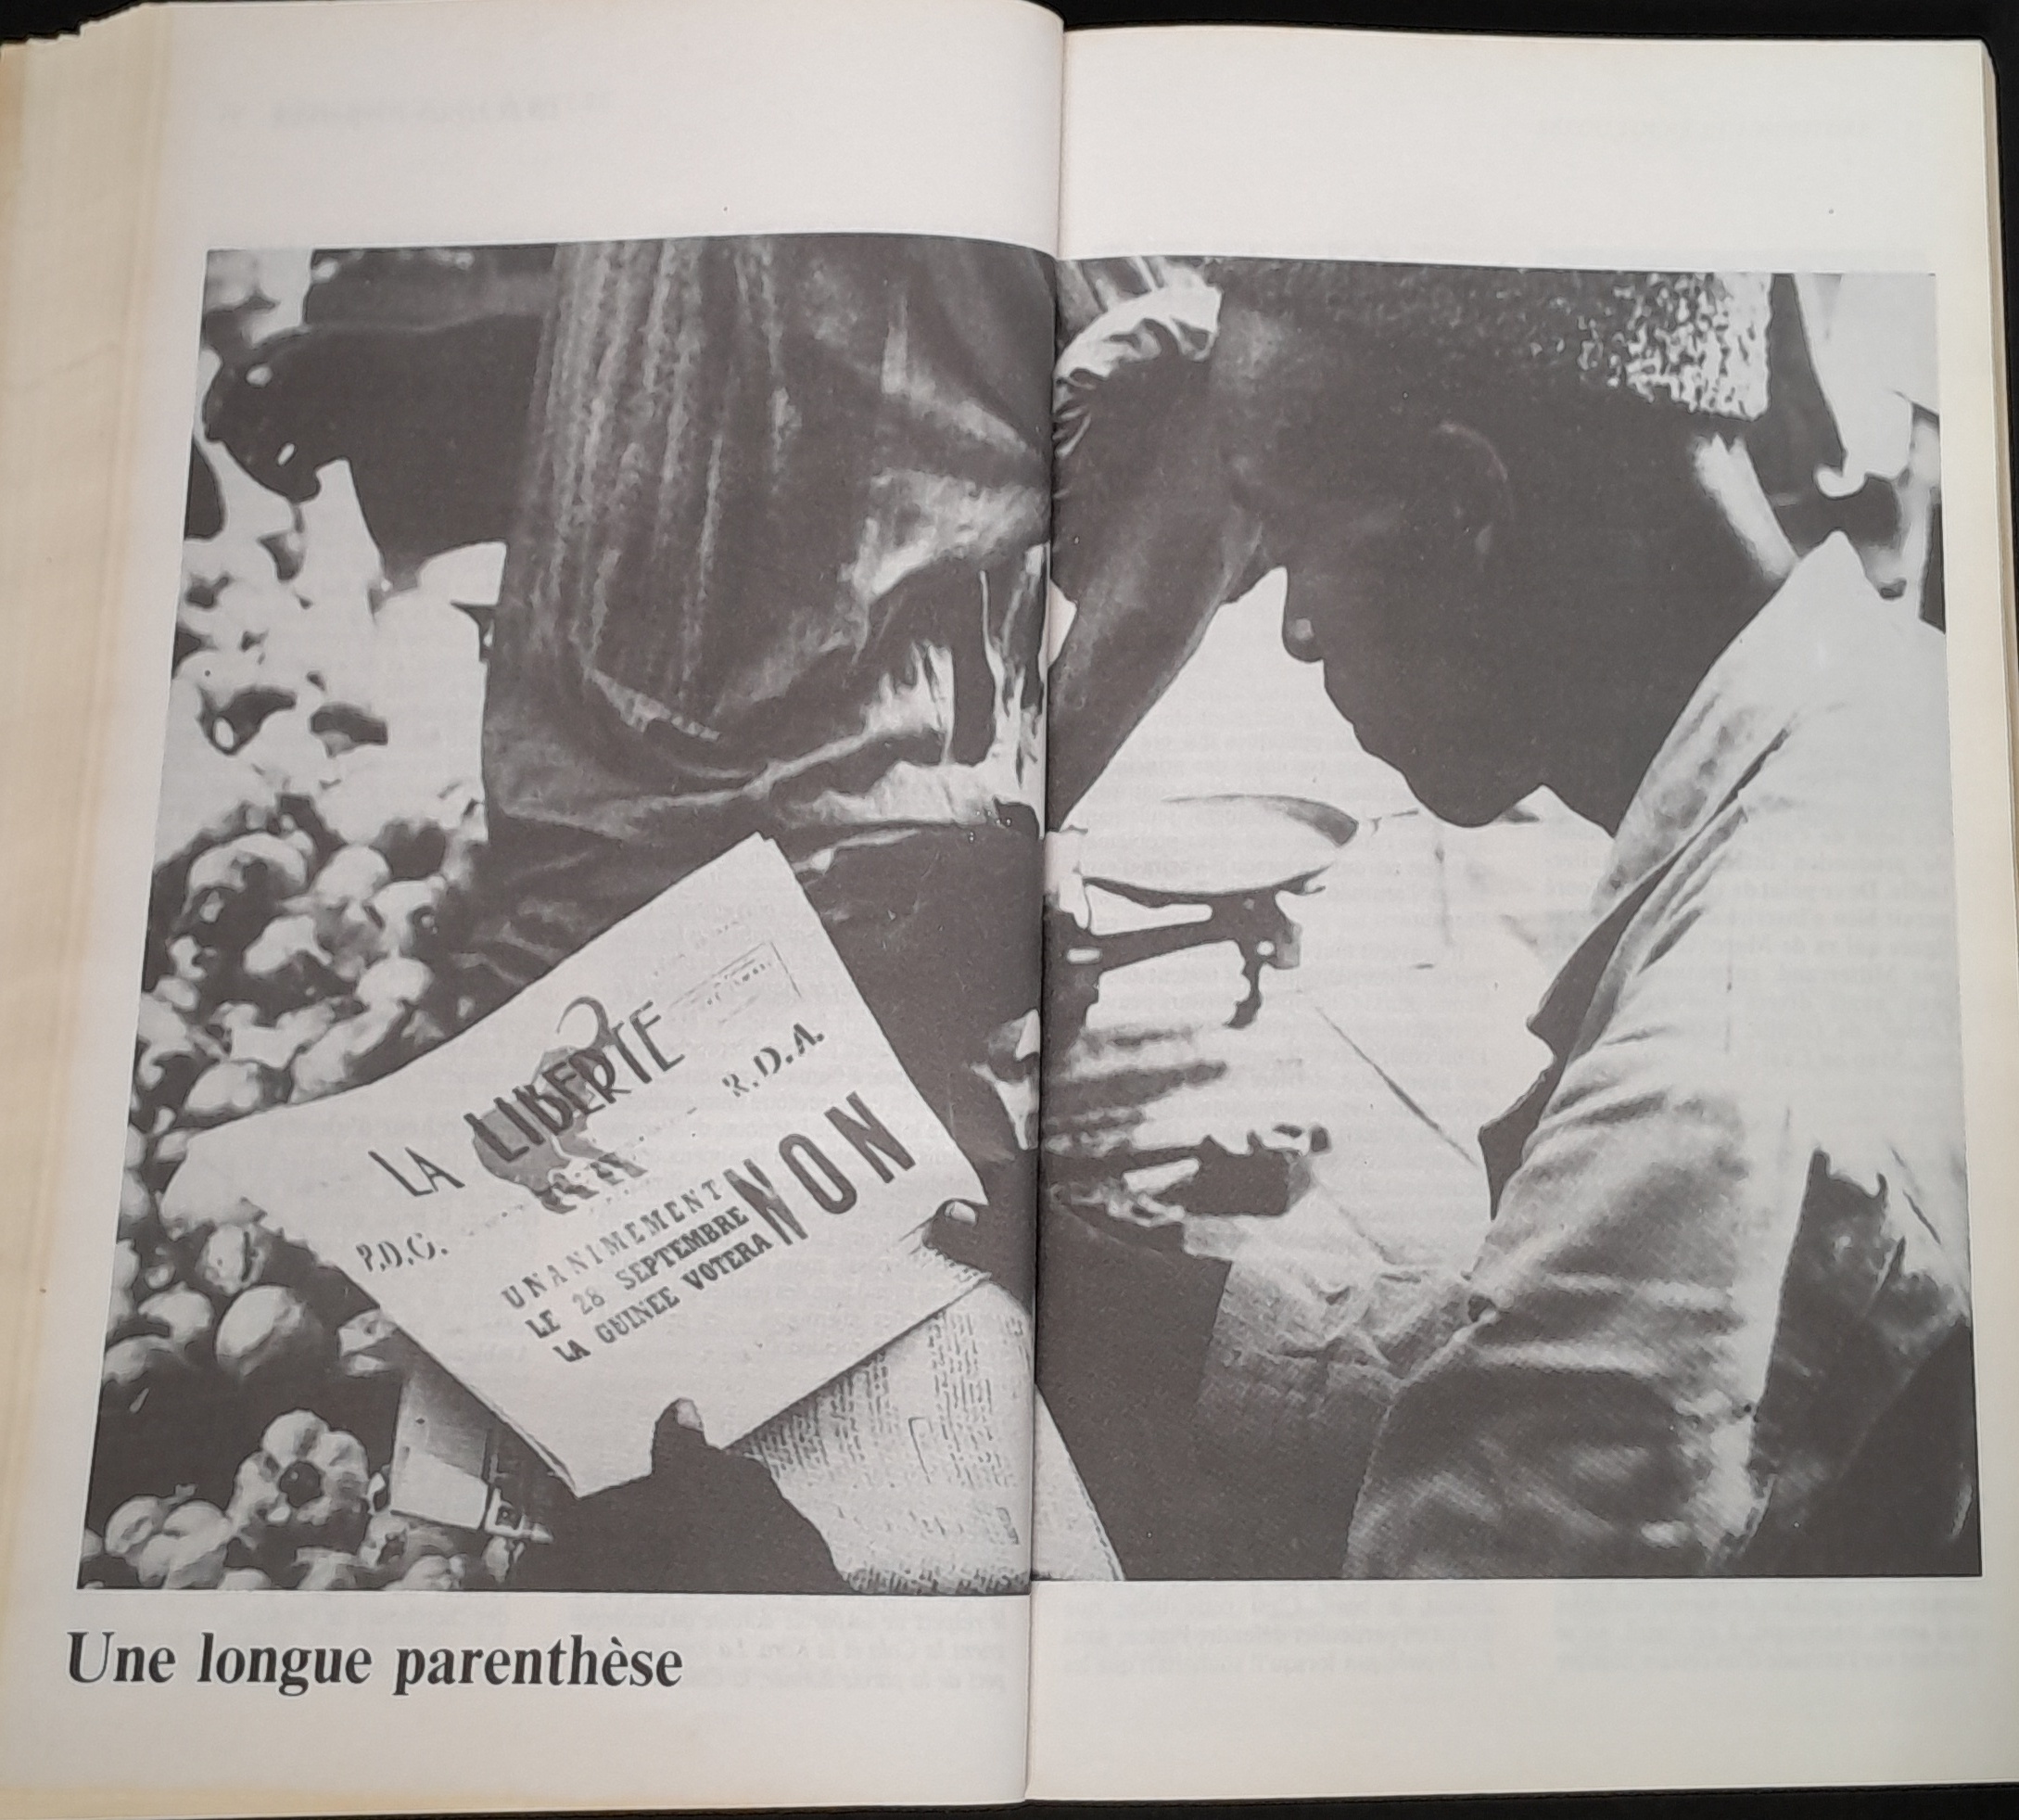 LA LIBERTE
P.D.G.
R.D.A.
UNANIMEMENT
LE 28 SEPTEMBRE
LA GUINEE VOTERA
NON
Une longue parenthèse